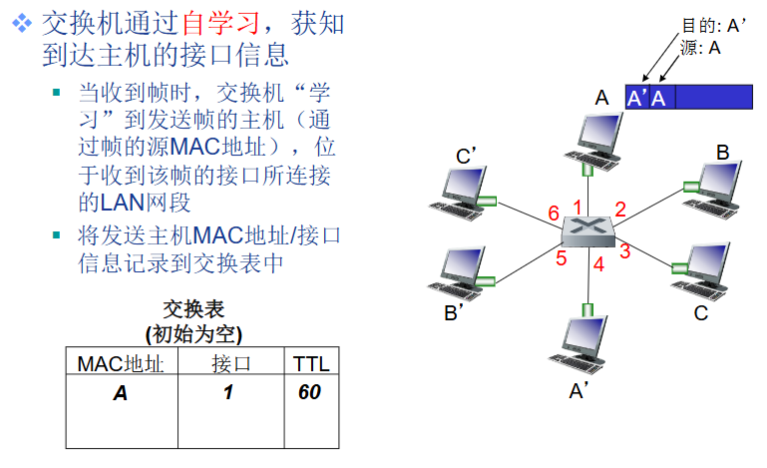 交换机通过自学习，获知
到达主机的接口信息
当收到帧时，交换机“学
习”到发送帧的主机（通
过帧的源MAC地址），位
于收到该帧的接口所连接
的LAN网段
将发送主机MAC地址/接口
信息记录到交换表中
交换表
(初始为空)
MAC地址 接口 TTL
A 1 60
目的: A’
源: A
A’ A
A
B
C
A’
B’
C’
1
2
3
4
5
6